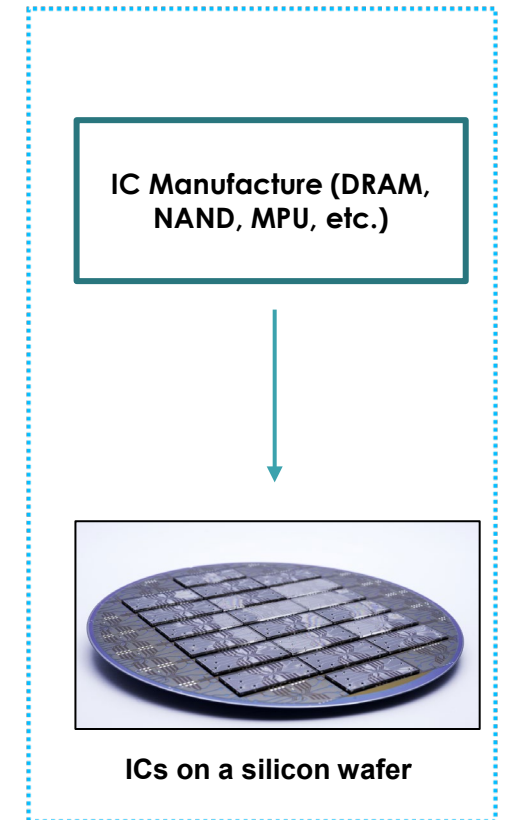 IC Manufacture (DRAM,
NAND, MPU, etc.)
ICs on a silicon wafer